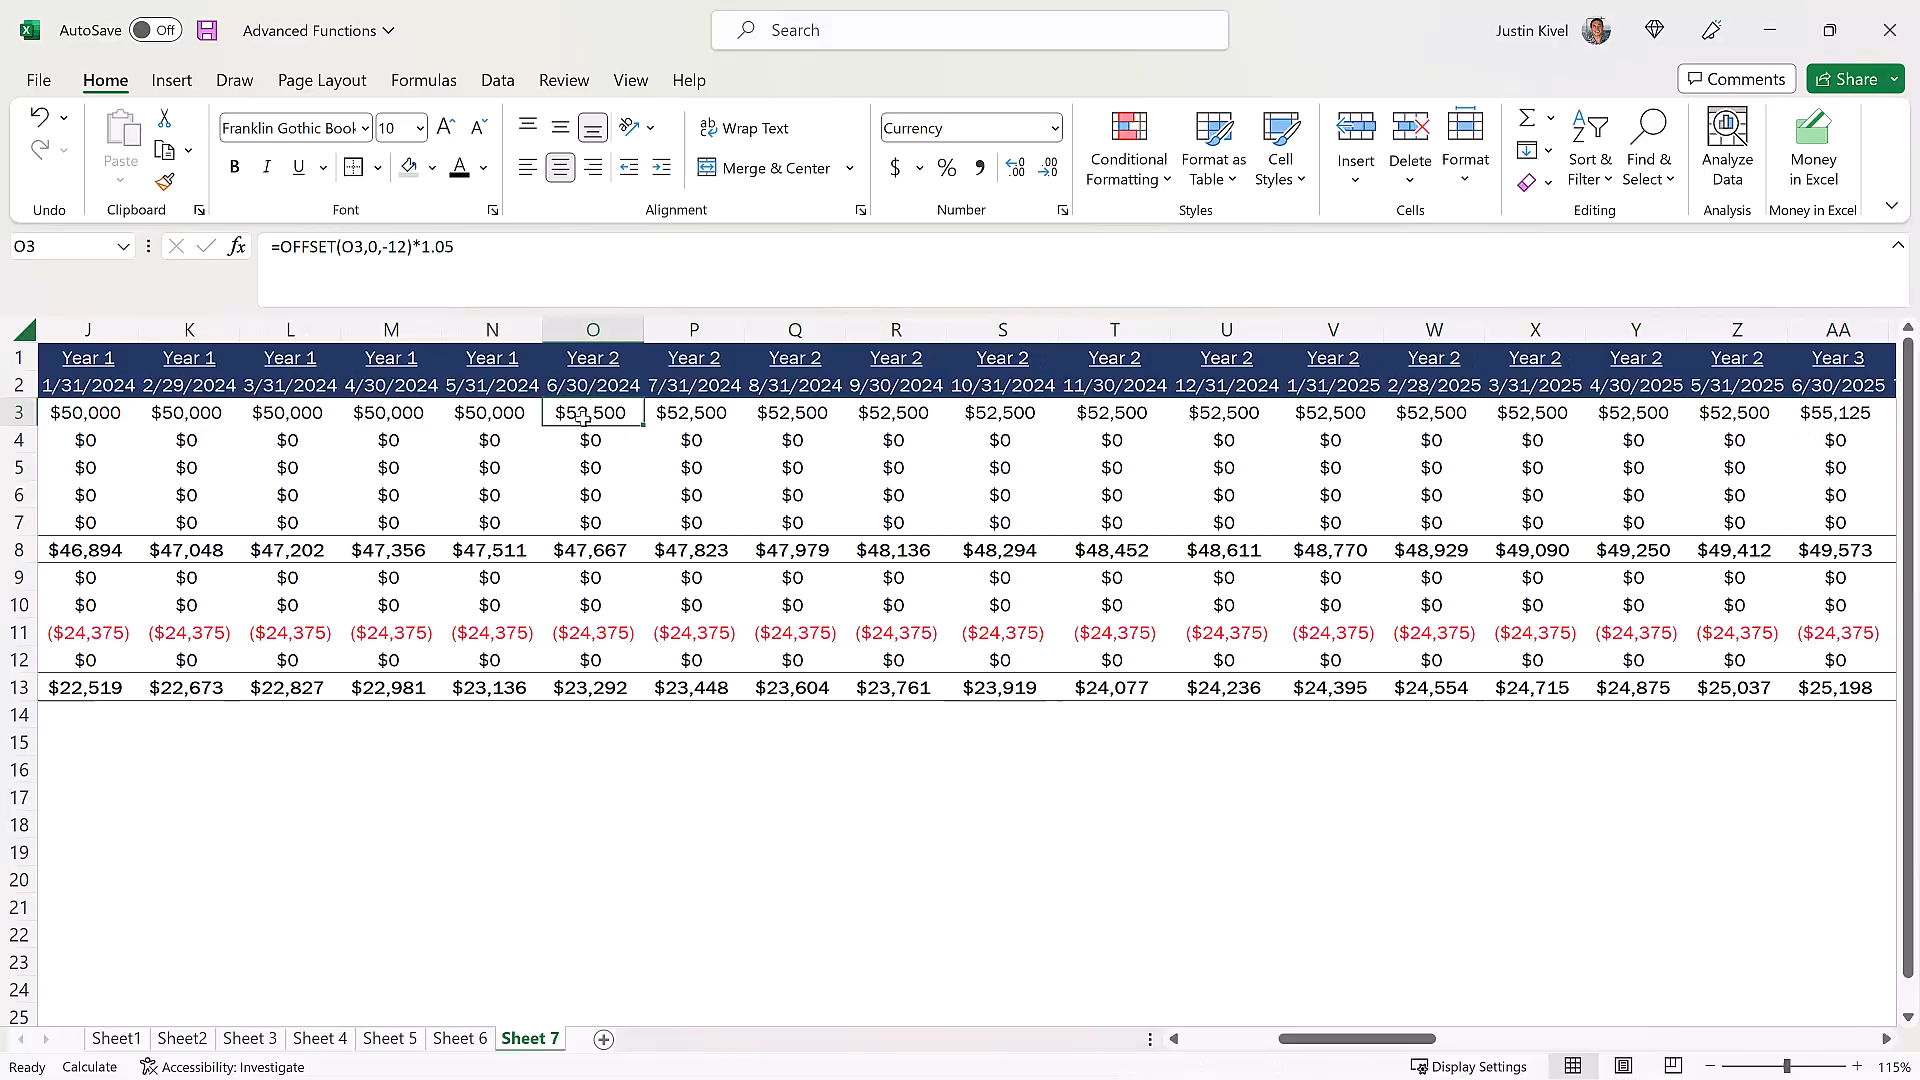 AutoSave Off Advanced Functions Search Justin Kivel
File Home Insert Draw Page Layout Formulas Data Review View Help Comments Share
Paste Franklin Gothic Book 10 Wrap Text Currency Conditional Formatting Format as Table Cell Styles Insert Delete Format Sort & Filter Find & Select Analyze Data Money in Excel
B I U A Merge & Center $ % 9
Undo Clipboard Font Alignment Number Styles Cells Editing Analysis Money in Excel
O3 fx =OFFSET(O3,0,-12)*1.05
J K L M N O P Q R S T U V W X Y Z AA
1 Year 1 Year 1 Year 1 Year 1 Year 1 Year 2 Year 2 Year 2 Year 2 Year 2 Year 2 Year 2 Year 2 Year 2 Year 2 Year 2 Year 2 Year 3
2 1/31/2024 2/29/2024 3/31/2024 4/30/2024 5/31/2024 6/30/2024 7/31/2024 8/31/2024 9/30/2024 10/31/2024 11/30/2024 12/31/2024 1/31/2025 2/28/2025 3/31/2025 4/30/2025 5/31/2025 6/30/2025
3 $50,000 $50,000 $50,000 $50,000 $50,000 $52,500 $52,500 $52,500 $52,500 $52,500 $52,500 $52,500 $52,500 $52,500 $52,500 $52,500 $52,500 $55,125
4 $0 $0 $0 $0 $0 $0 $0 $0 $0 $0 $0 $0 $0 $0 $0 $0 $0 $0
5 $0 $0 $0 $0 $0 $0 $0 $0 $0 $0 $0 $0 $0 $0 $0 $0 $0 $0
6 $0 $0 $0 $0 $0 $0 $0 $0 $0 $0 $0 $0 $0 $0 $0 $0 $0 $0
7 $0 $0 $0 $0 $0 $0 $0 $0 $0 $0 $0 $0 $0 $0 $0 $0 $0 $0
8 $46,894 $47,048 $47,202 $47,356 $47,511 $47,667 $47,823 $47,979 $48,136 $48,294 $48,452 $48,611 $48,770 $48,929 $49,090 $49,250 $49,412 $49,573
9 $0 $0 $0 $0 $0 $0 $0 $0 $0 $0 $0 $0 $0 $0 $0 $0 $0 $0
10 $0 $0 $0 $0 $0 $0 $0 $0 $0 $0 $0 $0 $0 $0 $0 $0 $0 $0
11 ($24,375) ($24,375) ($24,375) ($24,375) ($24,375) ($24,375) ($24,375) ($24,375) ($24,375) ($24,375) ($24,375) ($24,375) ($24,375) ($24,375) ($24,375) ($24,375) ($24,375) ($24,375)
12 $0 $0 $0 $0 $0 $0 $0 $0 $0 $0 $0 $0 $0 $0 $0 $0 $0 $0
13 $22,519 $22,673 $22,827 $22,981 $23,136 $23,292 $23,448 $23,604 $23,761 $23,919 $24,077 $24,236 $24,395 $24,554 $24,715 $24,875 $25,037 $25,198
14
15
16
17
18
19
20
21
22
23
24
25
Sheet1 Sheet2 Sheet 3 Sheet 4 Sheet 5 Sheet 6 Sheet 7
Ready Calculate Accessibility: Investigate Display Settings 115%